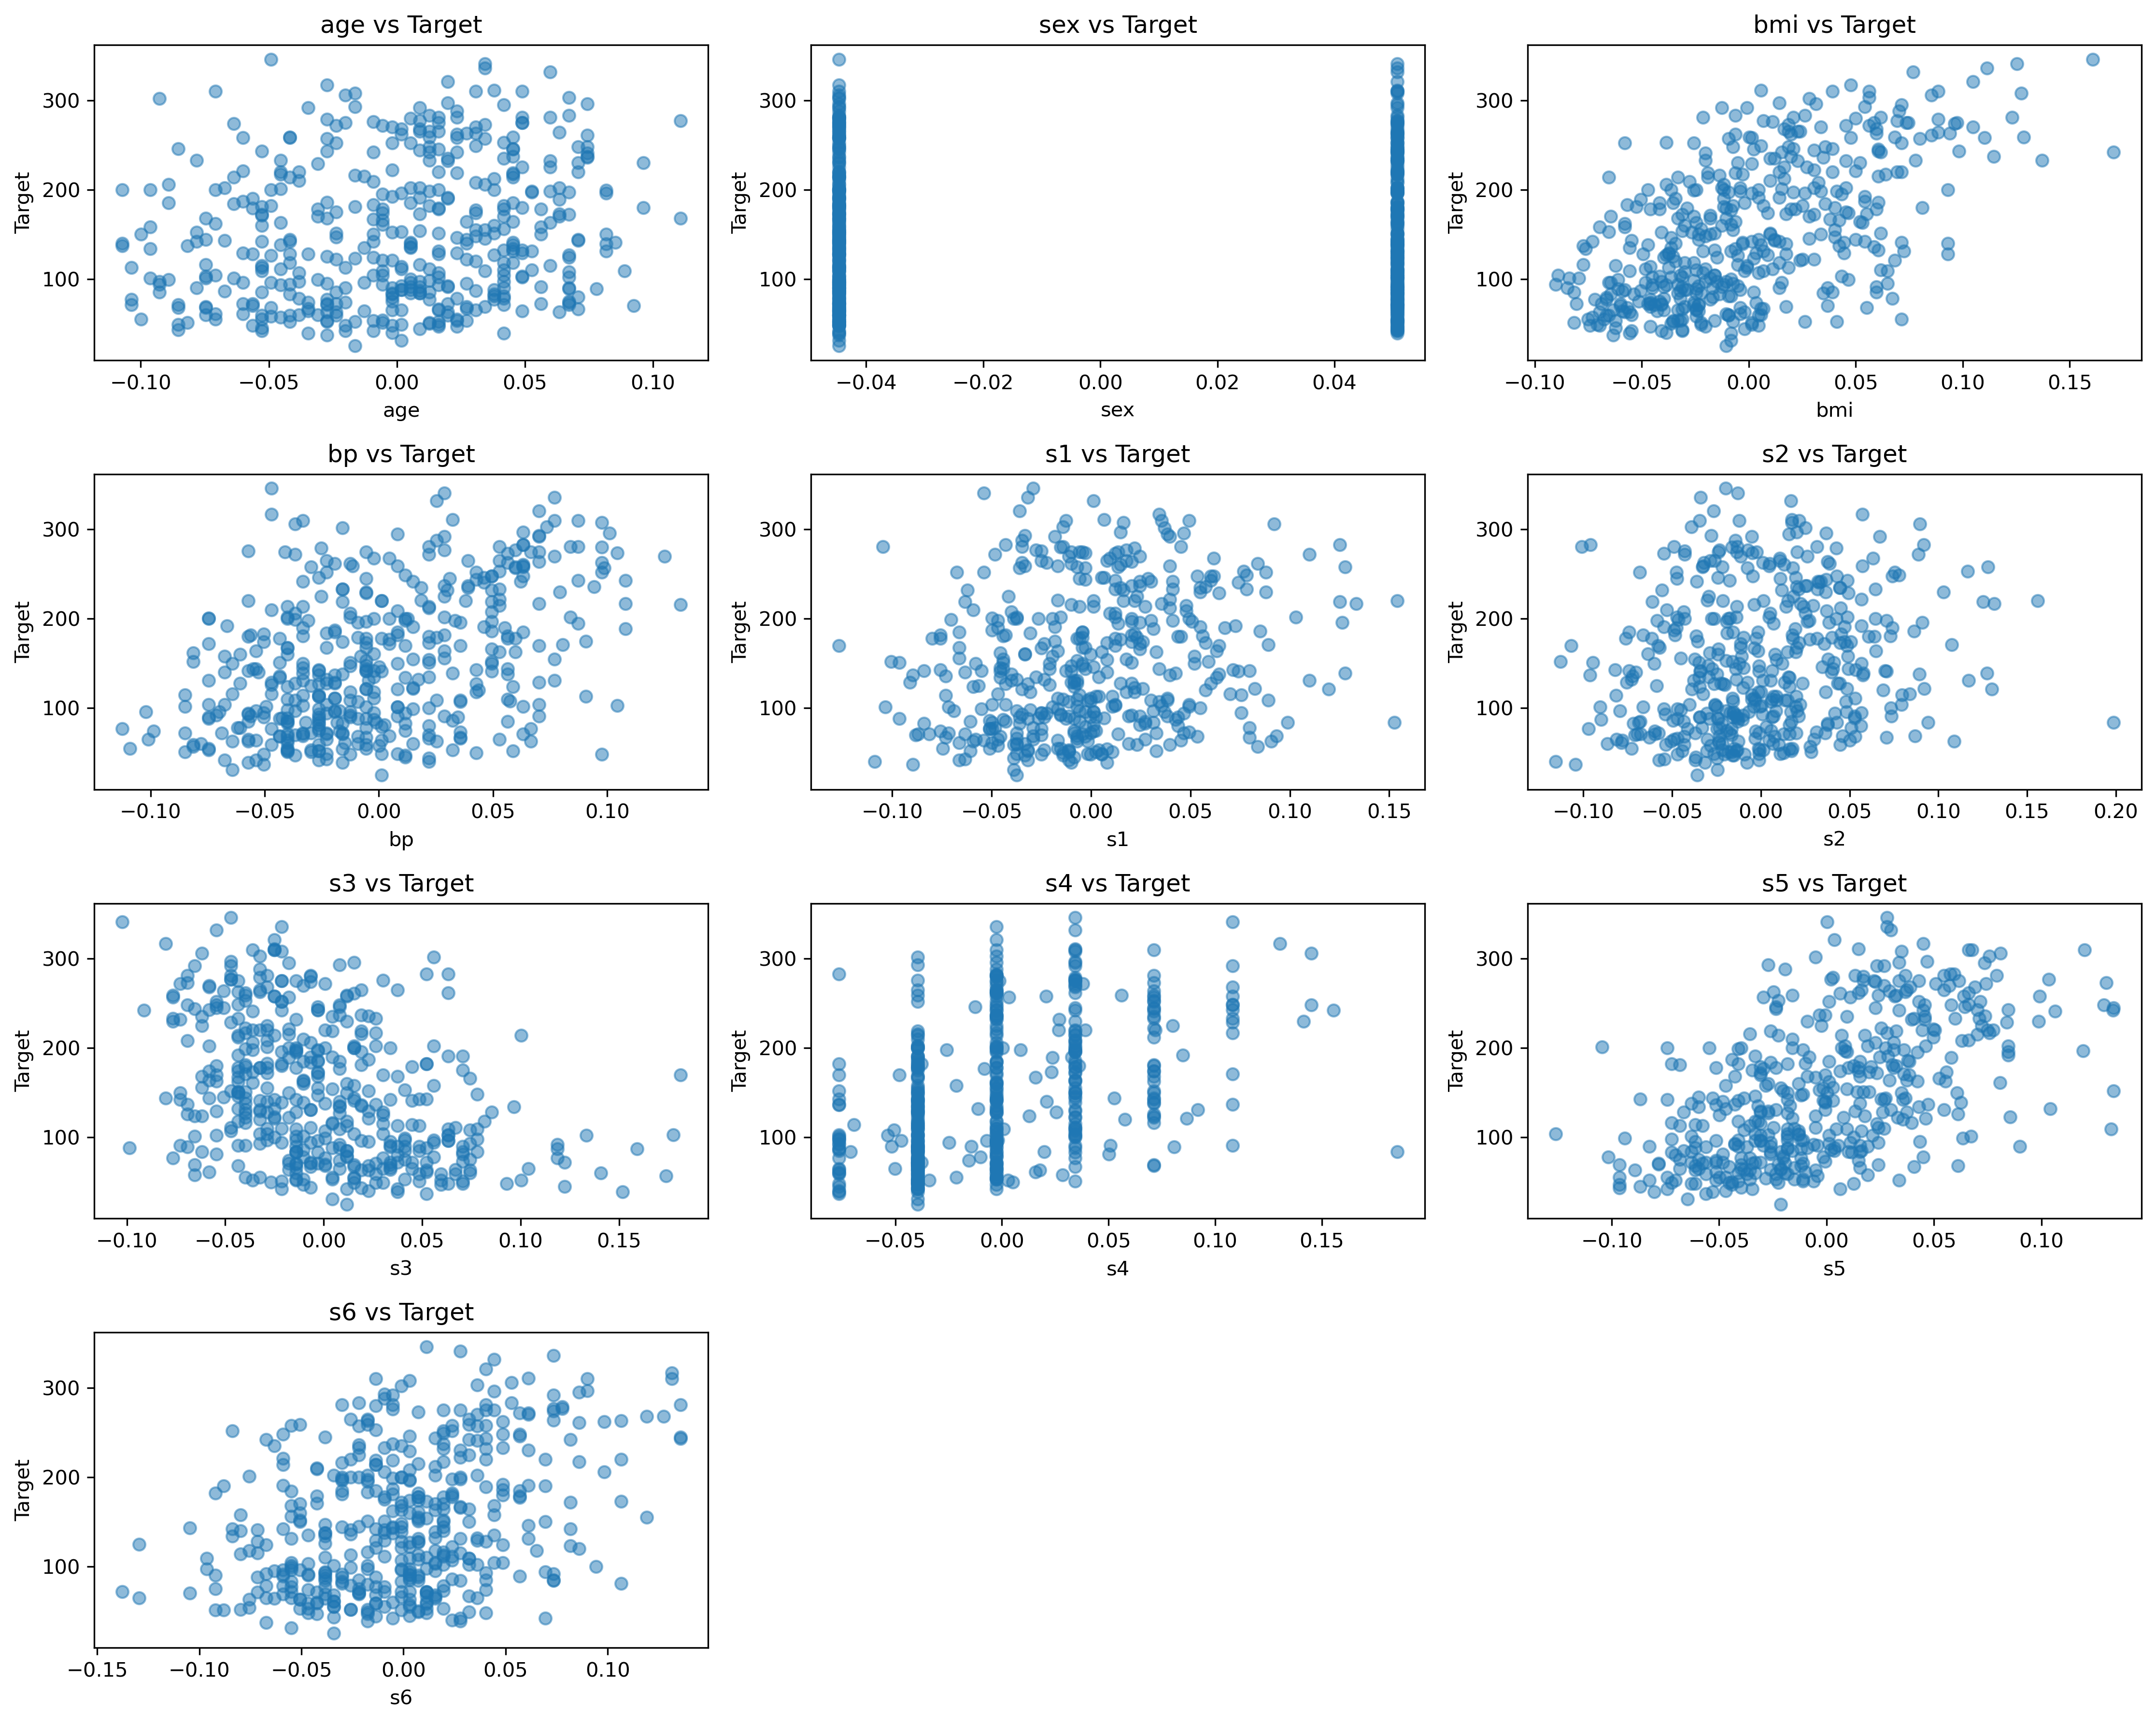 age vs Target
Target
300
200
100
−0.10 −0.05 0.00 0.05 0.10
age
sex vs Target
Target
300
200
100
−0.04 −0.02 0.00 0.02 0.04
sex
bmi vs Target
Target
300
200
100
−0.10 −0.05 0.00 0.05 0.10 0.15
bmi
bp vs Target
Target
300
200
100
−0.10 −0.05 0.00 0.05 0.10
bp
s1 vs Target
Target
300
200
100
−0.10 −0.05 0.00 0.05 0.10 0.15
s1
s2 vs Target
Target
300
200
100
−0.10 −0.05 0.00 0.05 0.10 0.15 0.20
s2
s3 vs Target
Target
300
200
100
−0.10 −0.05 0.00 0.05 0.10 0.15
s3
s4 vs Target
Target
300
200
100
−0.05 0.00 0.05 0.10 0.15
s4
s5 vs Target
Target
300
200
100
−0.10 −0.05 0.00 0.05 0.10
s5
s6 vs Target
Target
300
200
100
−0.15 −0.10 −0.05 0.00 0.05 0.10
s6